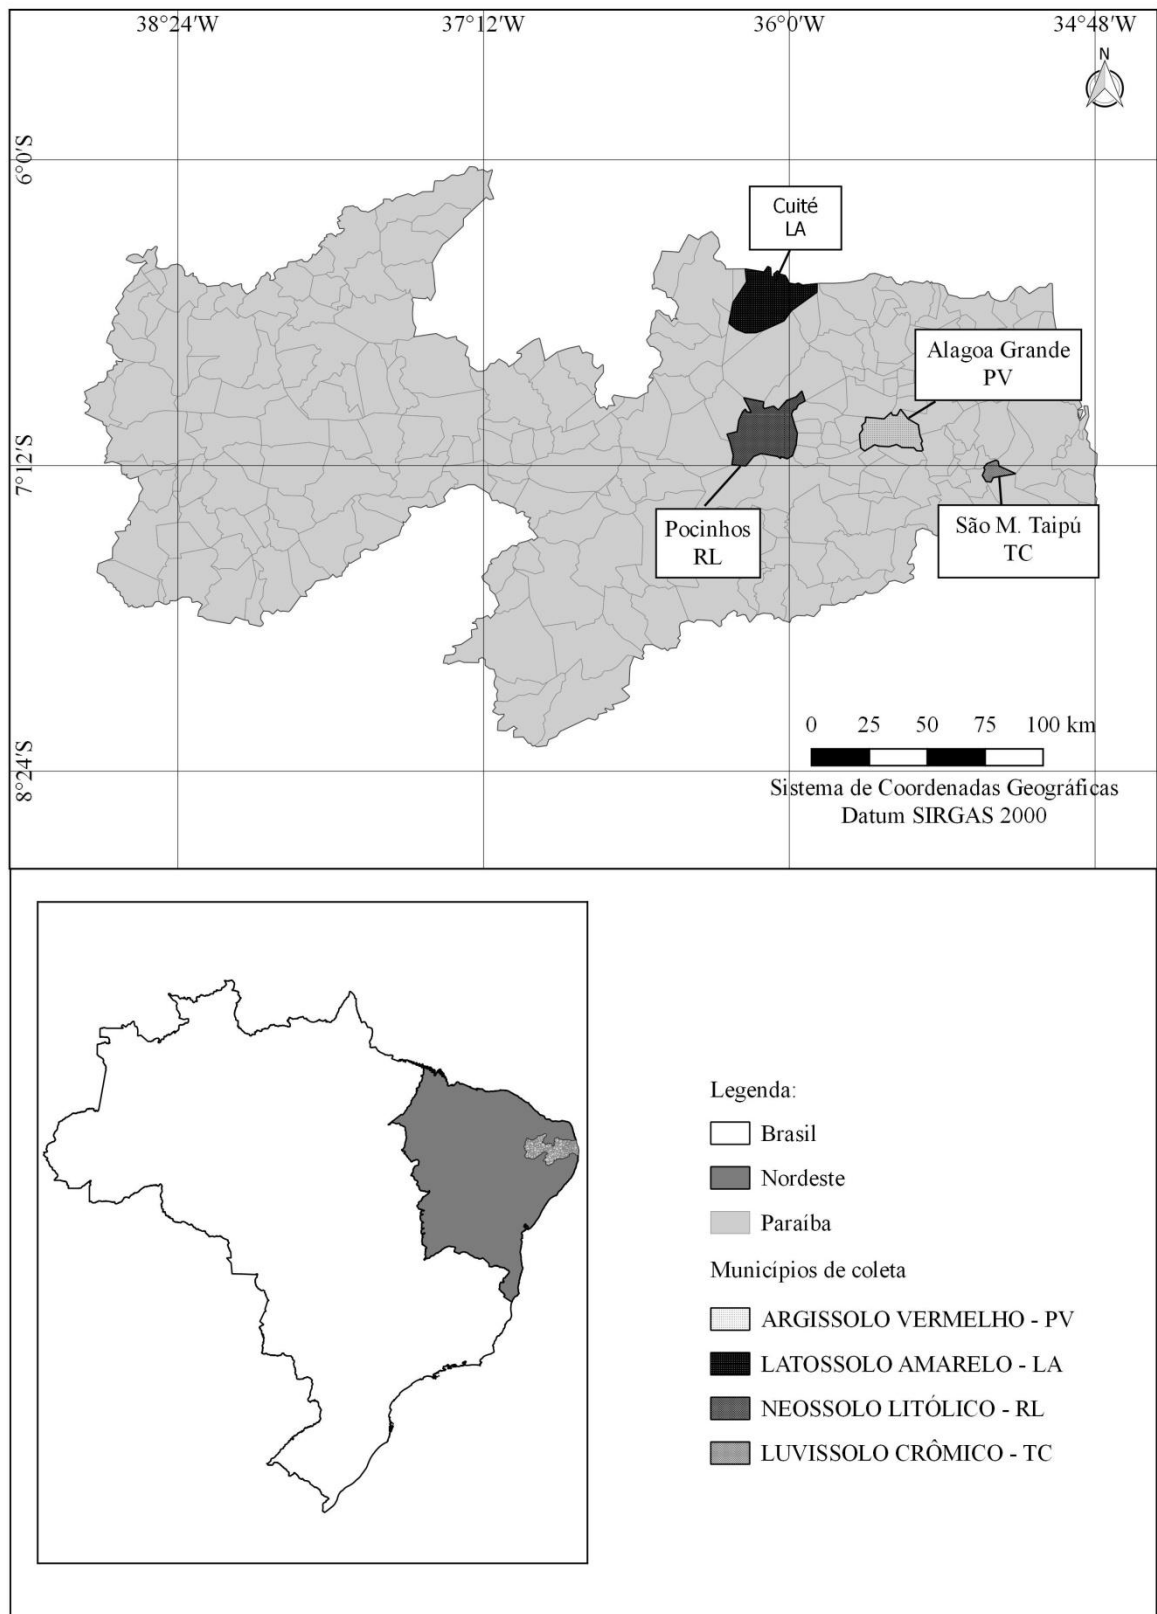 38°24′W 37°12′W 36°0′W 34°48′W
N
6°0′S
Cuité
LA
Alagoa Grande
PV
7°12′S
Pocinhos
RL
São M. Taipú
TC
0 25 50 75 100 km
8°24′S
Sistema de Coordenadas Geográficas
Datum SIRGAS 2000
Legenda:
Brasil
Nordeste
Paraíba
Municípios de coleta
ARGISSOLO VERMELHO - PV
LATOSSOLO AMARELO - LA
NEOSSOLO LITÓLICO - RL
LUVISSOLO CRÔMICO - TC